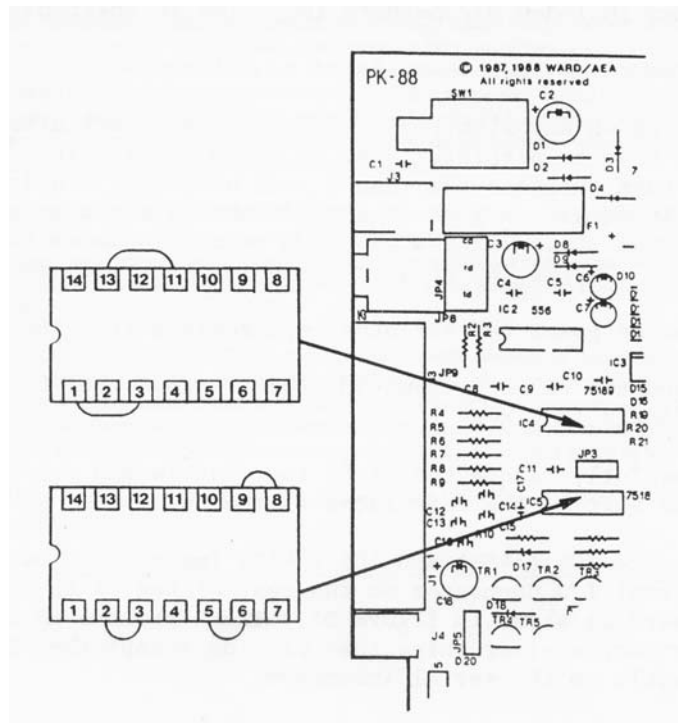 PK-88
© 1987, 1988 WARD/AEA
All rights reserved
SW1
C2
+
C1
J3
D1
D2
D3
7
D4
F1
+
C3
+
D8
D9
C6
D10
C7
C4
C5
JP4
JP6
IC2
556
R2
R3
IC3
JP9
C8
C9
C10
75189
D15
D16
R4
R5
R6
R7
R8
R9
IC4
R19
R20
R21
C11
JP3
C17
IC5
7518
C12
C13
C14
C15
R10
D17
J1
+
C16
TR1
TR2
TR3
D18
TR4
TR5
J4
JP5
D20
14 13 12 11 10 9 8
1 2 3 4 5 6 7
14 13 12 11 10 9 8
1 2 3 4 5 6 7